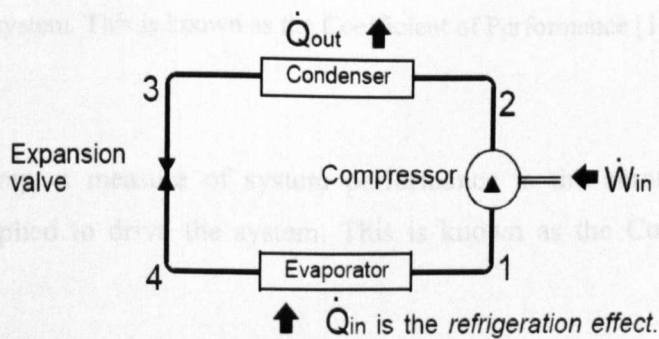 system. This is known as the Coefficient of Performance [1
Q̇out
3
Condenser
2
Expansion
valve
Compressor
Ẇin
measure of system performance
to drive the system. This is known as the
4
Evaporator
1
Q̇in is the refrigeration effect.